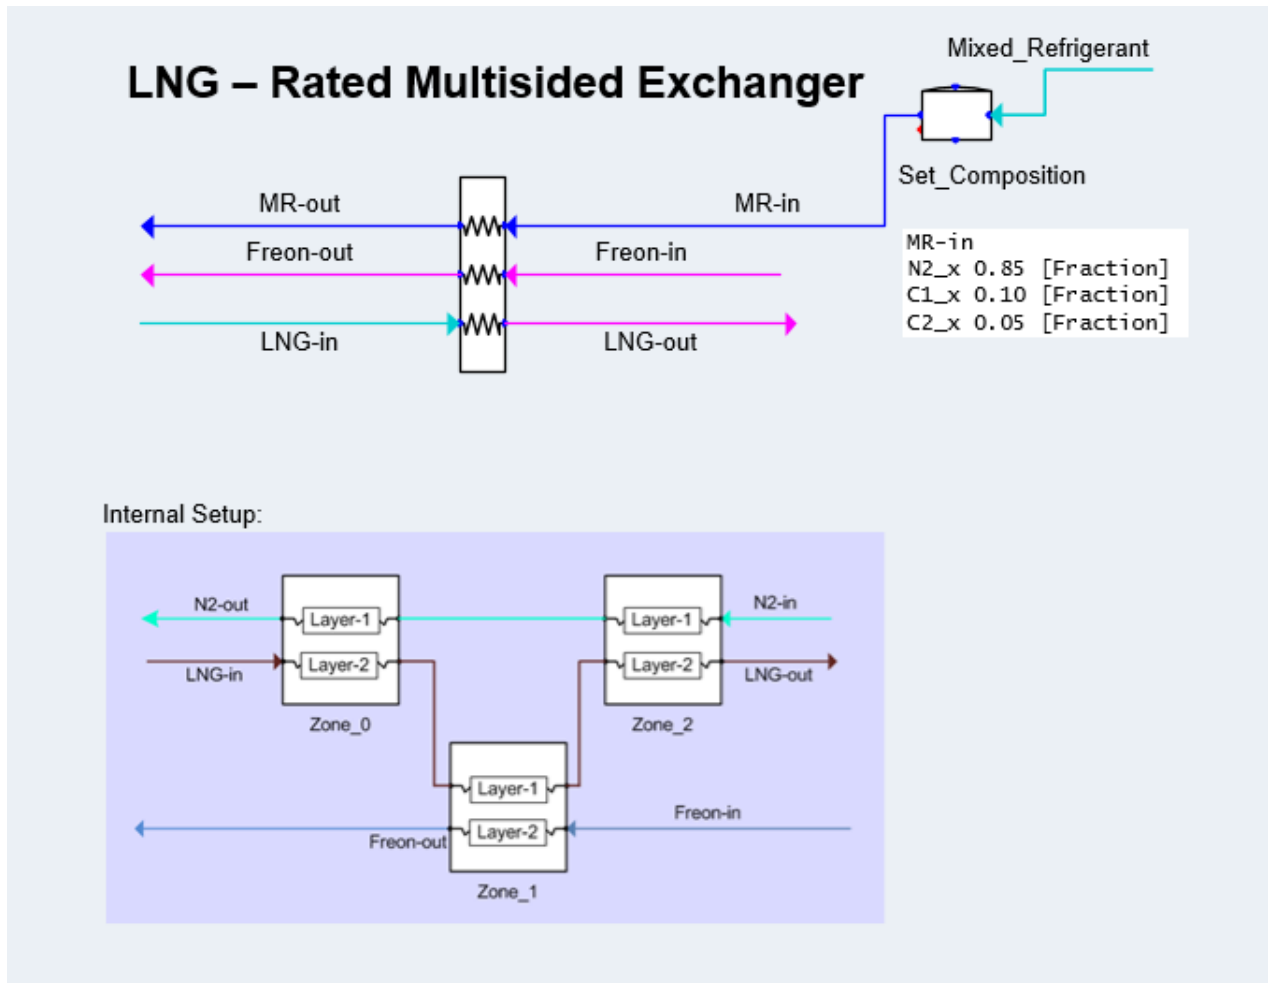 Mixed_Refrigerant
LNG – Rated Multisided Exchanger
Set_Composition
MR-out
MR-in
Freon-out
Freon-in
LNG-in
LNG-out
MR-in
N2_x 0.85 [Fraction]
C1_x 0.10 [Fraction]
C2_x 0.05 [Fraction]
Internal Setup:
N2-out
Layer-1
Layer-1
N2-in
LNG-in
Layer-2
Layer-2
LNG-out
Zone_0
Zone_2
Layer-1
Freon-in
Freon-out
Layer-2
Zone_1